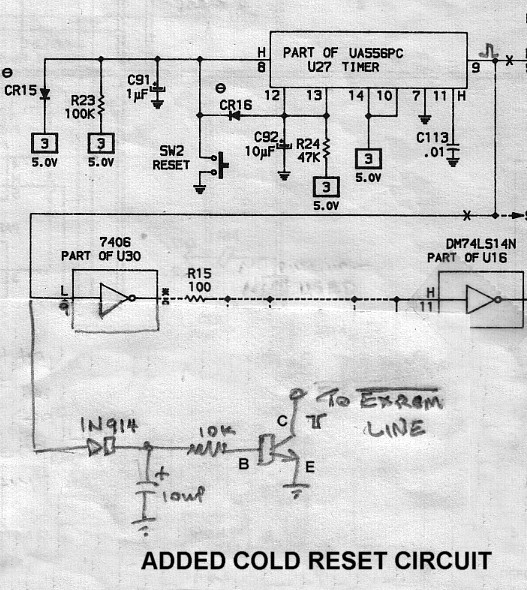 H
PART OF UA556PC
8
U27 TIMER
9
X
CR15
R23
100K
C91
1µF
CR16
12
13
14
10
7
11
H
SW2
RESET
C92
10µF
R24
47K
C113
.01
3
5.0V
3
5.0V
3
5.0V
3
5.0V
X
7406
PART OF U30
DM74LS14N
PART OF U16
L
9
R15
100
H
11
1N914
10K
B
C
E
T
TO EXROM
LINE
+
10uf
ADDED COLD RESET CIRCUIT